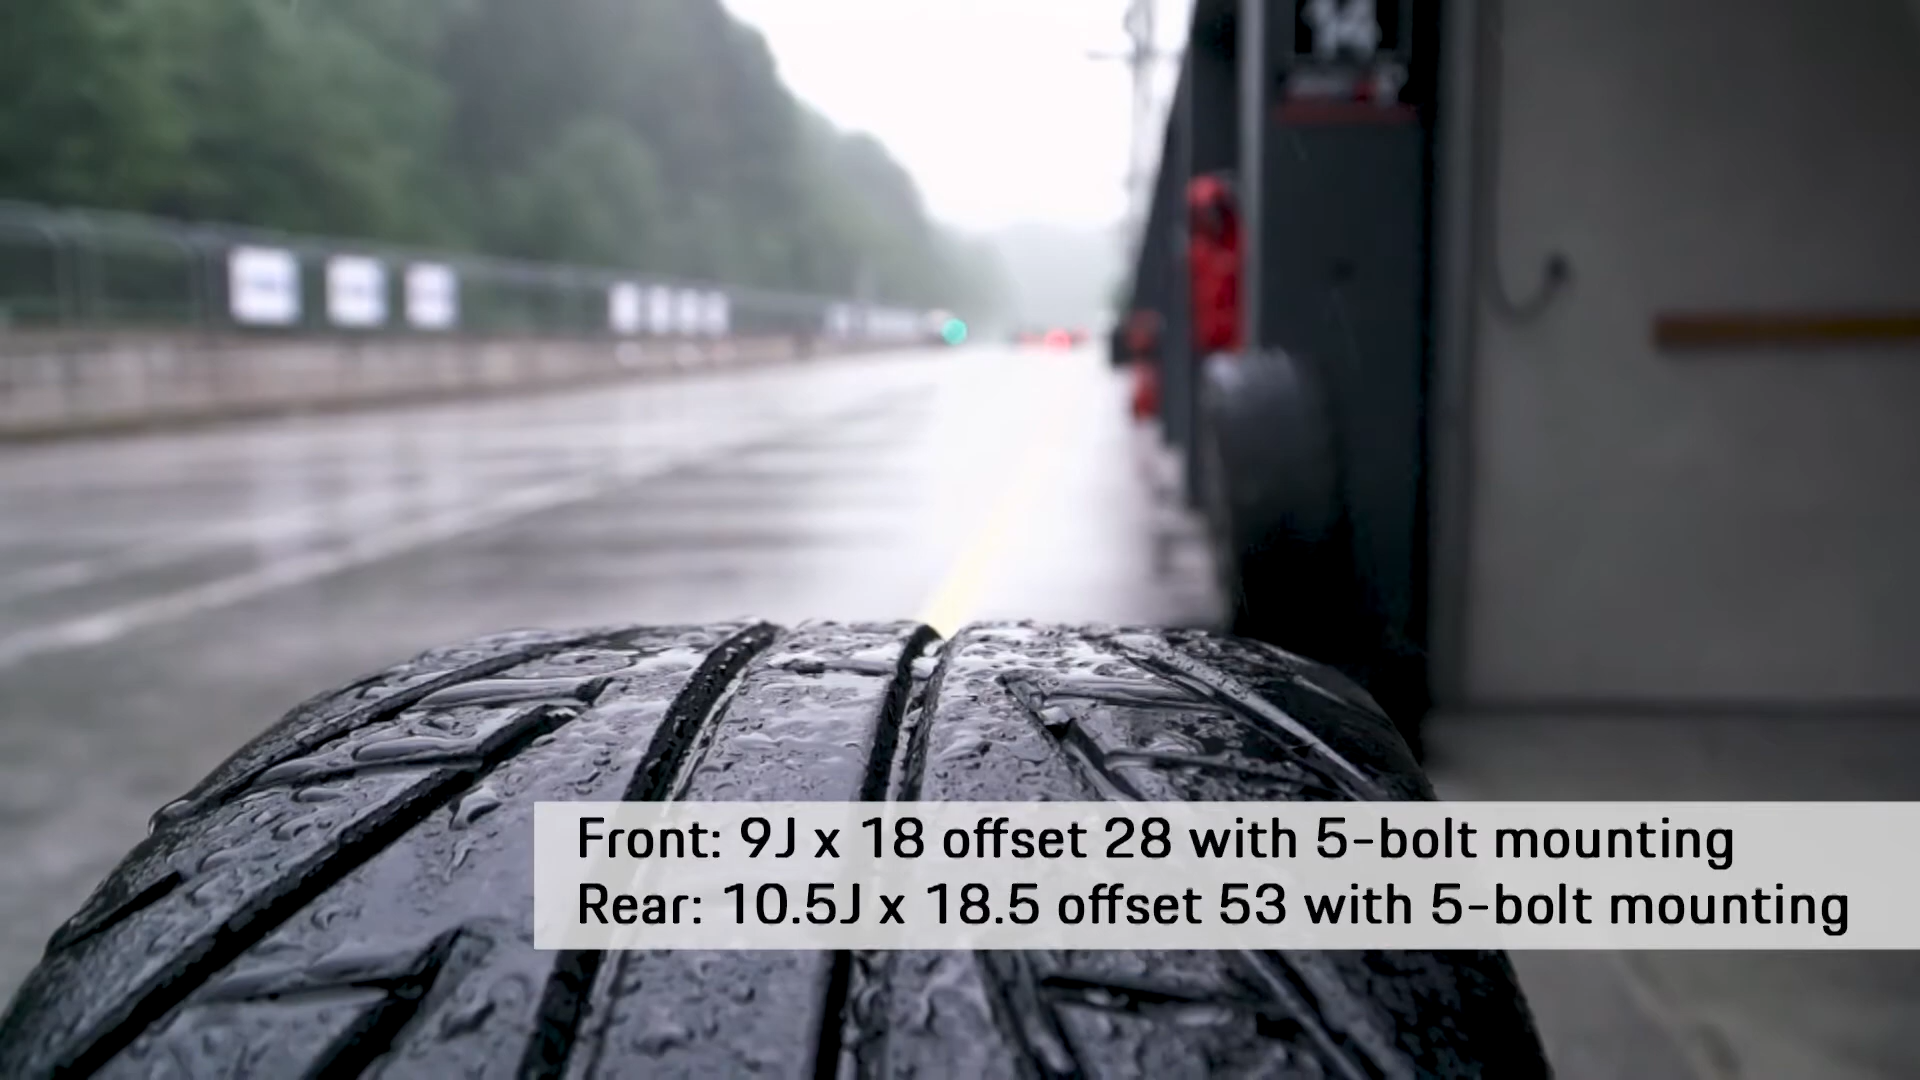 14
Front: 9J x 18 offset 28 with 5-bolt mounting
Rear: 10.5J x 18.5 offset 53 with 5-bolt mounting